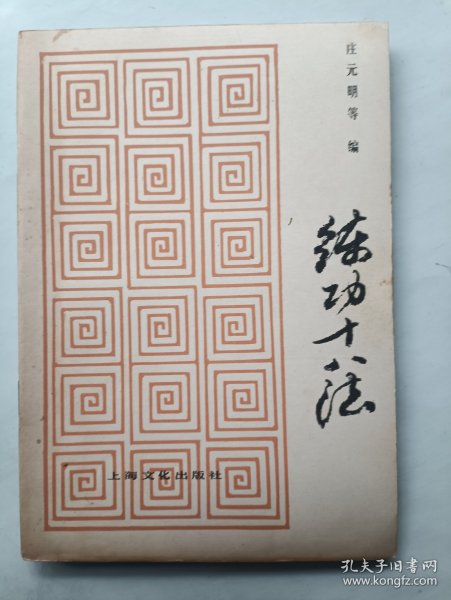 庄元明等 编
练功十八法
上海文化出版社
孔夫子旧书网
www.kongfz.com